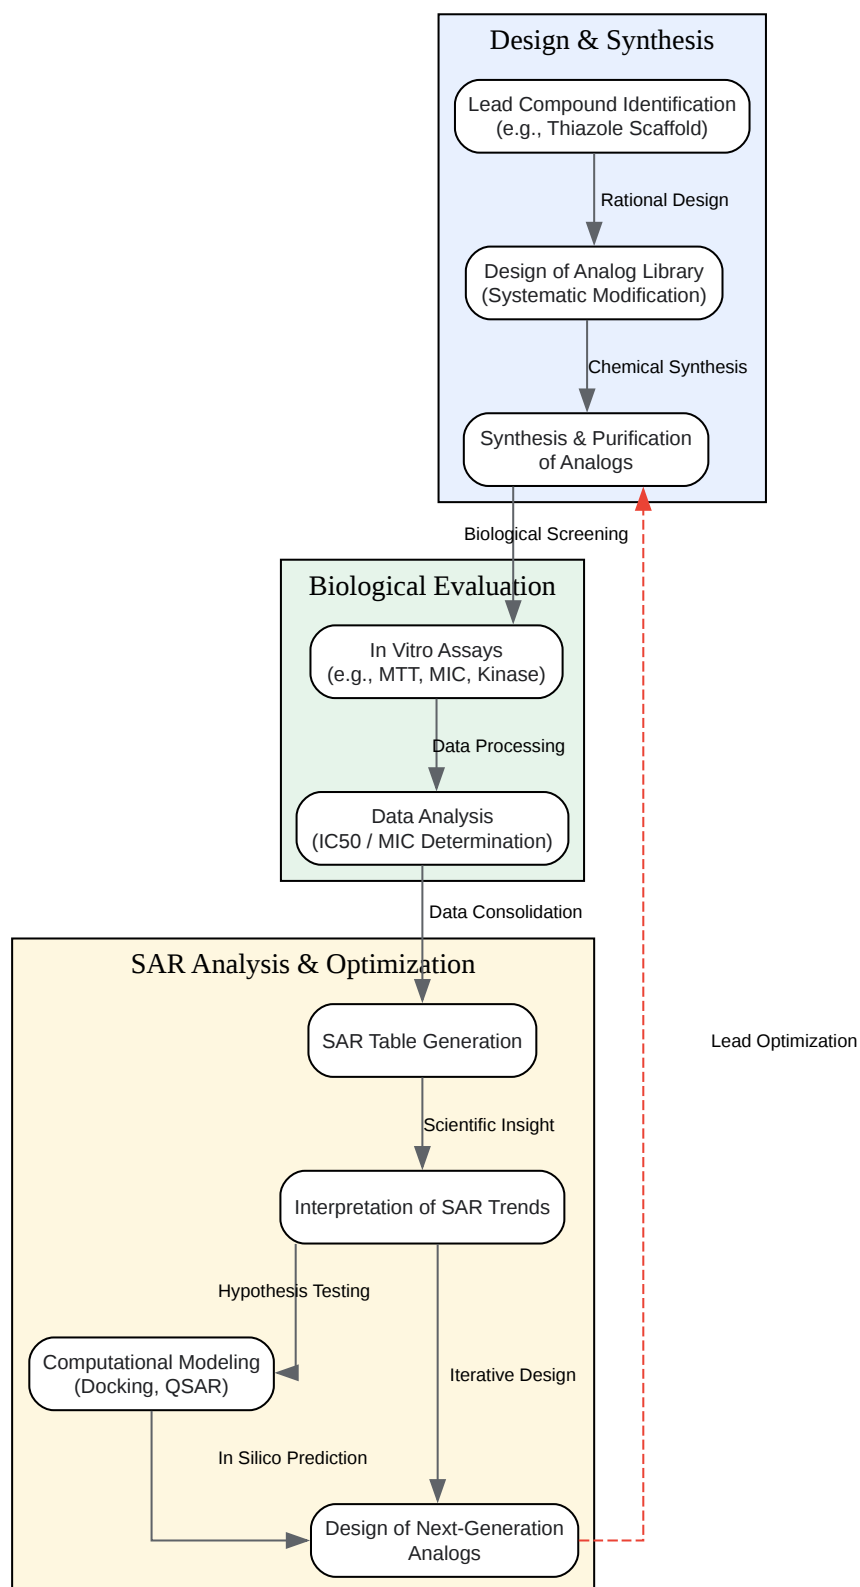 Design & Synthesis
Lead Compound Identification
(e.g., Thiazole Scaffold)
Rational Design
Design of Analog Library
(Systematic Modification)
Chemical Synthesis
Synthesis & Purification
of Analogs
Biological Screening
Biological Evaluation
In Vitro Assays
(e.g., MTT, MIC, Kinase)
Data Processing
Data Analysis
(IC50 / MIC Determination)
Data Consolidation
SAR Analysis & Optimization
SAR Table Generation
Lead Optimization
Scientific Insight
Interpretation of SAR Trends
Hypothesis Testing
Computational Modeling
(Docking, QSAR)
Iterative Design
In Silico Prediction
Design of Next-Generation
Analogs